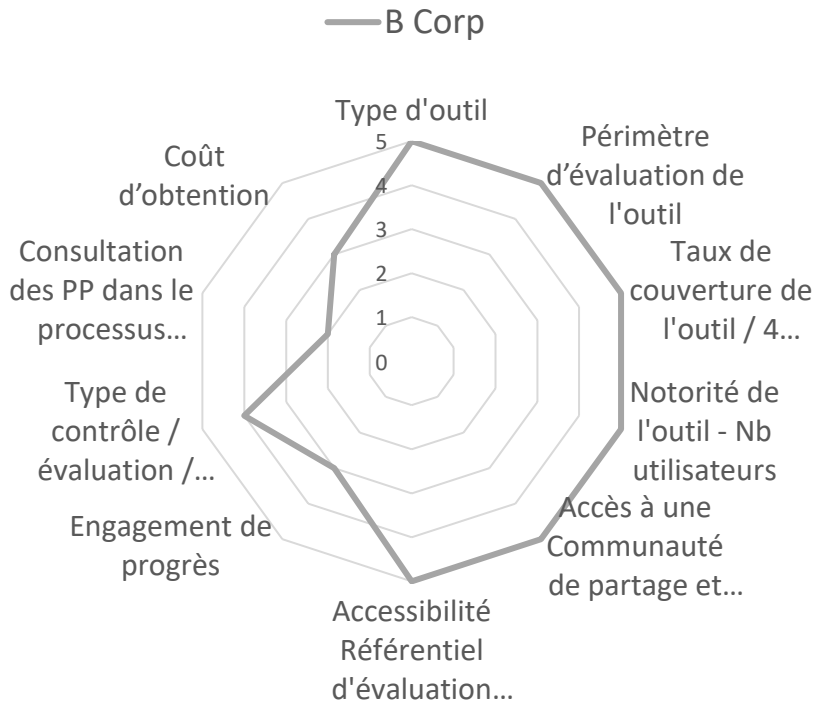 B Corp
Type d'outil
Périmètre
d’évaluation de
l'outil
Taux de
couverture de
l'outil / 4...
Notorité de
l'outil - Nb
utilisateurs
Accès à une
Communauté
de partage et...
Accessibilité
Référentiel
d'évaluation...
Engagement de
progrès
Type de
contrôle /
évaluation /...
Consultation
des PP dans le
processus...
Coût
d’obtention
5
4
3
2
1
0